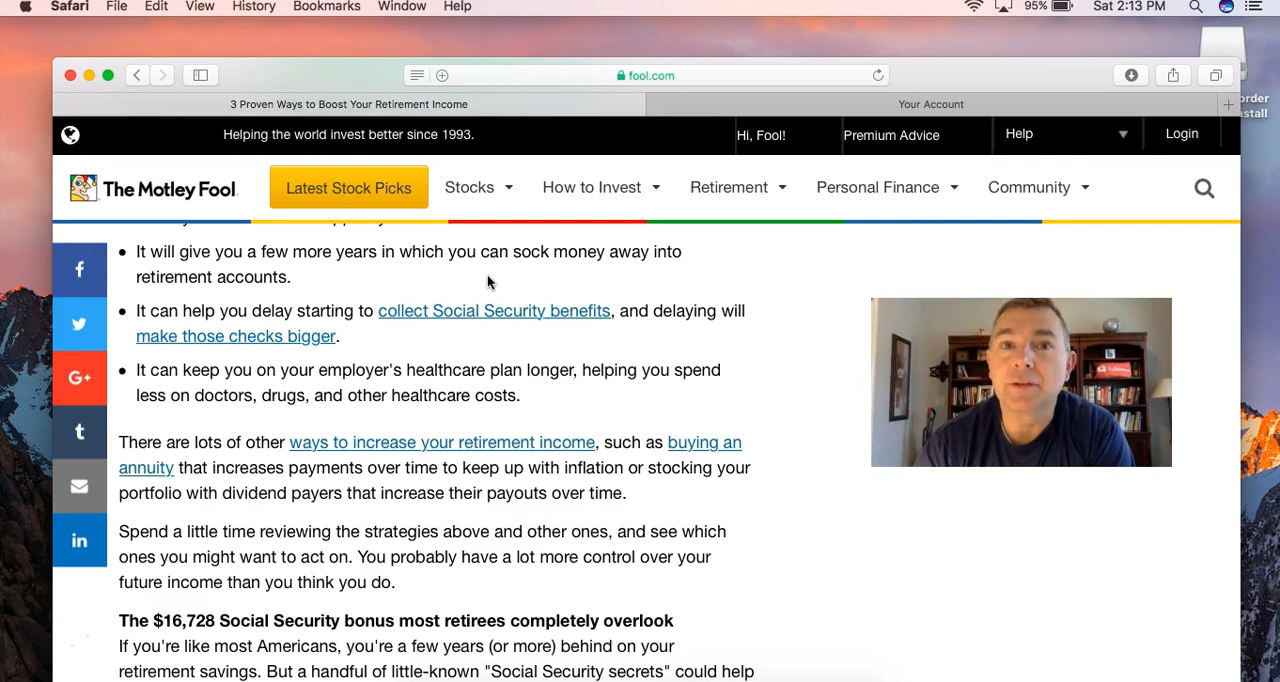 Safari File Edit View History Bookmarks Window Help 95% Sat 2:13 PM
fool.com
3 Proven Ways to Boost Your Retirement Income Your Account
Helping the world invest better since 1993. Hi, Fool! Premium Advice Help Login
The Motley Fool Latest Stock Picks Stocks How to Invest Retirement Personal Finance Community
• It will give you a few more years in which you can sock money away into
retirement accounts.
• It can help you delay starting to collect Social Security benefits, and delaying will
make those checks bigger.
• It can keep you on your employer's healthcare plan longer, helping you spend
less on doctors, drugs, and other healthcare costs.
There are lots of other ways to increase your retirement income, such as buying an
annuity that increases payments over time to keep up with inflation or stocking your
portfolio with dividend payers that increase their payouts over time.
Spend a little time reviewing the strategies above and other ones, and see which
ones you might want to act on. You probably have a lot more control over your
future income than you think you do.
The $16,728 Social Security bonus most retirees completely overlook
If you're like most Americans, you're a few years (or more) behind on your
retirement savings. But a handful of little-known "Social Security secrets" could help
f
G+
t
in
order
stall